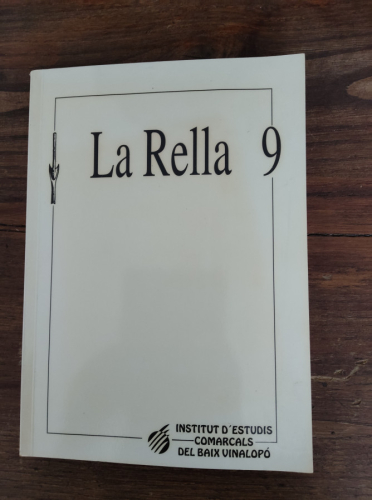 La Rella 9
INSTITUT D'ESTUDIS
COMARCALS
DEL BAIX VINALOPÓ